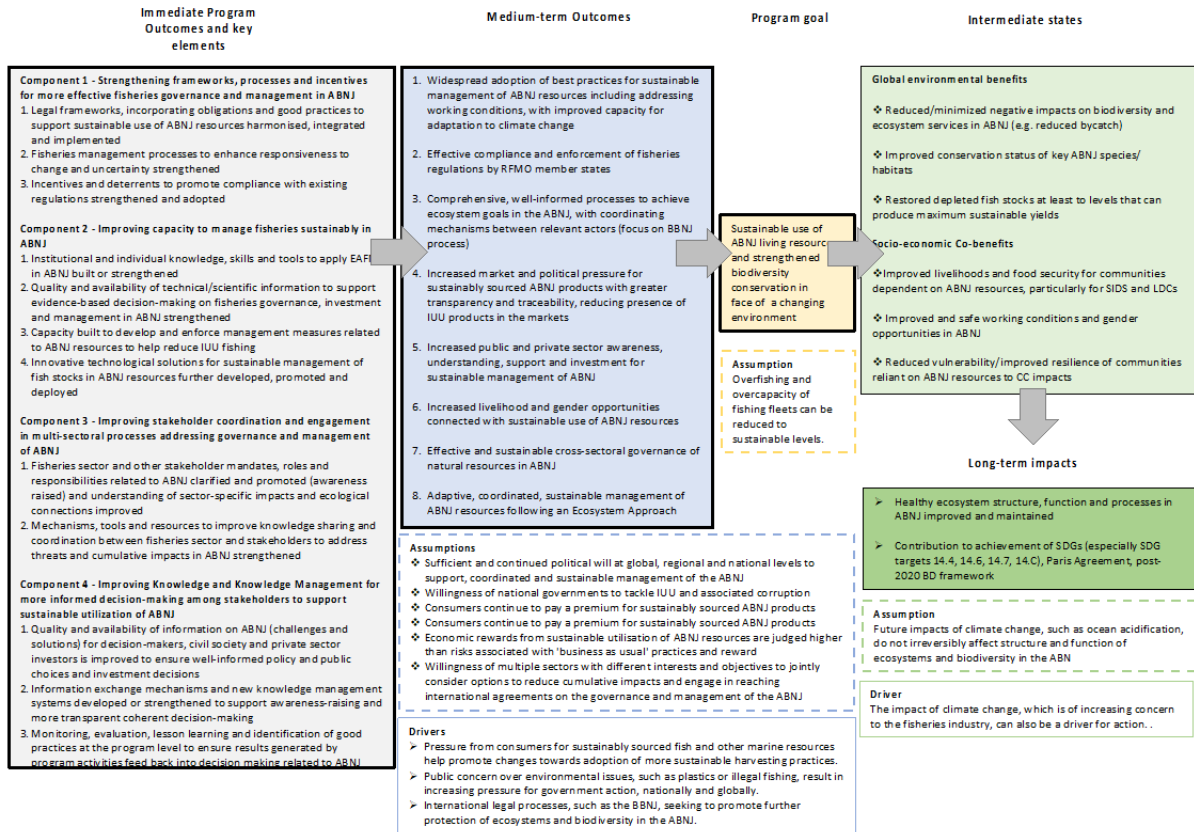 Immediate Program
Outcomes and key
elements
Component 1 - Strengthening frameworks, processes and incentives
for more effective fisheries governance and management in ABNJ
1. Legal frameworks, incorporating obligations and good practices to
support sustainable use of ABNJ resources harmonised, integrated
and implemented
2. Fisheries management processes to enhance responsiveness to
change and uncertainty strengthened
3. Incentives and deterrents to promote compliance with existing
regulations strengthened and adopted
Component 2 - Improving capacity to manage fisheries sustainably in
ABNJ
1. Institutional and individual knowledge, skills and tools to apply EAFM
in ABNJ built or strengthened
2. Quality and availability of technical/scientific information to support
evidence-based decision-making on fisheries governance, investment
and management in ABNJ strengthened
3. Capacity built to develop and enforce management measures related
to ABNJ resources to help reduce IUU fishing
4. Innovative technological solutions for sustainable management of
fish stocks in ABNJ resources further developed, promoted and
deployed
Component 3 - Improving stakeholder coordination and engagement
in multi-sectoral processes addressing governance and management
of ABNJ
1. Fisheries sector and other stakeholder mandates, roles and
responsibilities related to ABNJ clarified and promoted (awareness
raised) and understanding of sector-specific impacts and ecological
connections improved
2. Mechanisms, tools and resources to improve knowledge sharing and
coordination between fisheries sector and stakeholders to address
threats and cumulative impacts in ABNJ strengthened
Component 4 - Improving Knowledge and Knowledge Management for
more informed decision-making among stakeholders to support
sustainable utilization of ABNJ
1. Quality and availability of information on ABNJ (challenges and
solutions) for decision-makers, civil society and private sector
investors is improved to ensure well-informed policy and public
choices and investment decisions
2. Information exchange mechanisms and new knowledge management
systems developed or strengthened to support awareness-raising and
more transparent coherent decision-making
3. Monitoring, evaluation, lesson learning and identification of good
practices at the program level to ensure results generated by
program activities feed back into decision making related to ABNJ
Medium-term Outcomes
1. Widespread adoption of best practices for sustainable
management of ABNJ resources including addressing
working conditions, with improved capacity for
adaptation to climate change
2. Effective compliance and enforcement of fisheries
regulations by RFMO member states
3. Comprehensive, well-informed processes to achieve
ecosystem goals in the ABNJ, with coordinating
mechanisms between relevant actors (focus on BBNJ
process)
4. Increased market and political pressure for
sustainably sourced ABNJ products with greater
transparency and traceability, reducing presence of
IUU products in the markets
5. Increased public and private sector awareness,
understanding, support and investment for
sustainable management of ABNJ
6. Increased livelihood and gender opportunities
connected with sustainable use of ABNJ resources
7. Effective and sustainable cross-sectoral governance of
natural resources in ABNJ
8. Adaptive, coordinated, sustainable management of
ABNJ resources following an Ecosystem Approach
Assumptions
❖ Sufficient and continued political will at global, regional and national levels to
support, coordinated and sustainable management of the ABNJ
❖ Willingness of national governments to tackle IUU and associated corruption
❖ Consumers continue to pay a premium for sustainably sourced ABNJ products
❖ Consumers continue to pay a premium for sustainably sourced ABNJ products
❖ Economic rewards from sustainable utilisation of ABNJ resources are judged higher
than risks associated with 'business as usual' practices and reward
❖ Willingness of multiple sectors with different interests and objectives to jointly
consider options to reduce cumulative impacts and engage in reaching
international agreements on the governance and management of the ABNJ
Drivers
➢ Pressure from consumers for sustainably sourced fish and other marine resources
help promote changes towards adoption of more sustainable harvesting practices.
➢ Public concern over environmental issues, such as plastics or illegal fishing, result in
increasing pressure for government action, nationally and globally.
➢ International legal processes, such as the BBNJ, seeking to promote further
protection of ecosystems and biodiversity in the ABNJ.
Program goal
Sustainable use of
ABNJ living resource
and strengthened
biodiversity
conservation in
face of a changing
environment
Assumption
Overfishing and
overcapacity of
fishing fleets can be
reduced to
sustainable levels.
Intermediate states
Global environmental benefits
❖ Reduced/minimized negative impacts on biodiversity and
ecosystem services in ABNJ (e.g. reduced bycatch)
❖ Improved conservation status of key ABNJ species/
habitats
❖ Restored depleted fish stocks at least to levels that can
produce maximum sustainable yields
Socio-economic Co-benefits
❖Improved livelihoods and food security for communities
dependent on ABNJ resources, particularly for SIDS and LDCs
❖Improved and safe working conditions and gender
opportunities in ABNJ
❖Reduced vulnerability/improved resilience of communities
reliant on ABNJ resources to CC impacts
Long-term impacts
➢ Healthy ecosystem structure, function and processes in
ABNJ improved and maintained
➢ Contribution to achievement of SDGs (especially SDG
targets 14.4, 14.6, 14.7, 14.C), Paris Agreement, post-
2020 BD framework
Assumption
Future impacts of climate change, such as ocean acidification,
do not irreversibly affect structure and function of
ecosystems and biodiversity in the ABN
Driver
The impact of climate change, which is of increasing concern
to the fisheries industry, can also be a driver for action. .